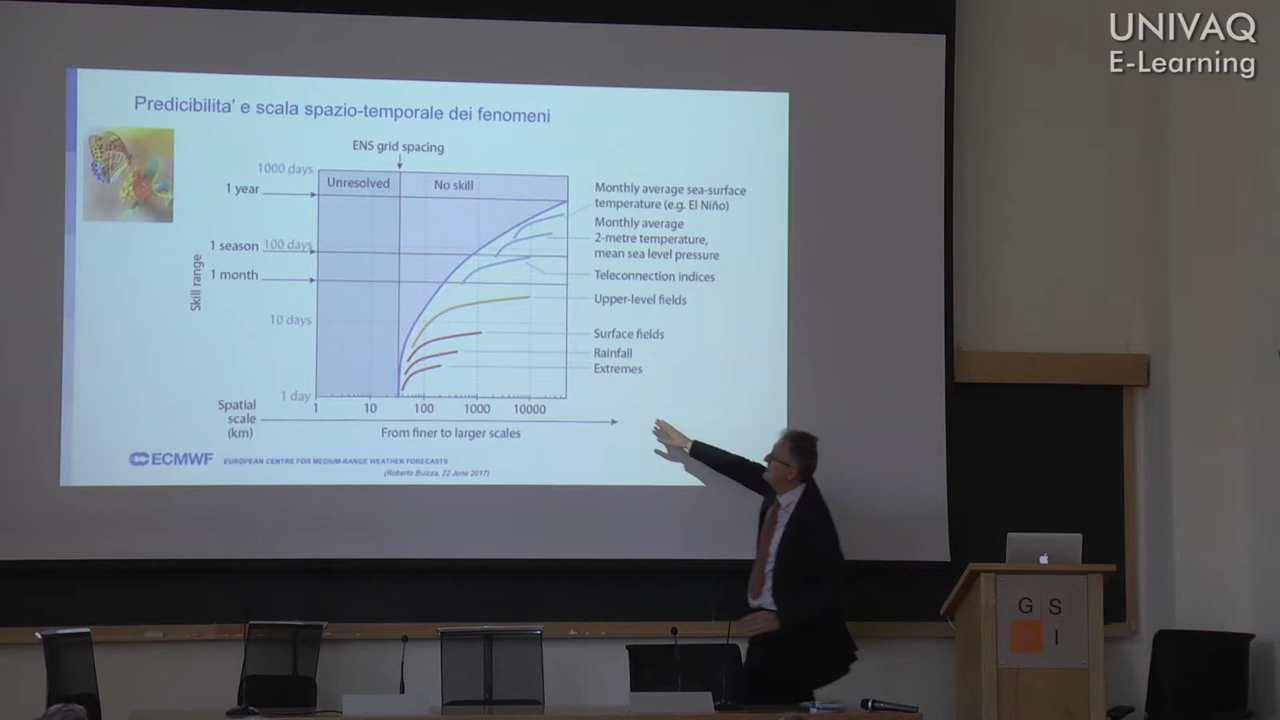 UNIVAQ
E-Learning
Predicibilita' e scala spazio-temporale dei fenomeni
ENS grid spacing
1000 days
Unresolved
No skill
1 year
1 season
100 days
1 month
Skill range
10 days
1 day
Monthly average sea-surface
temperature (e.g. El Niño)
Monthly average
2-metre temperature,
mean sea level pressure
Teleconnection indices
Upper-level fields
Surface fields
Rainfall
Extremes
Spatial
scale
(km)
1 10 100 1000 10000
From finer to larger scales
ECMWF EUROPEAN CENTRE FOR MEDIUM-RANGE WEATHER FORECASTS
(Roberto Buizza, 22 June 2017)
G S
I